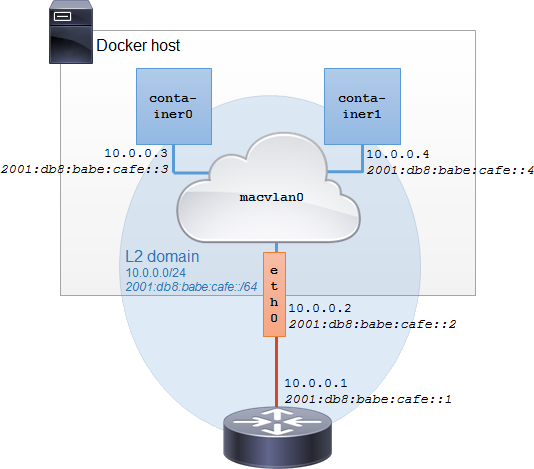 Docker host
conta-
iner0
conta-
iner1
10.0.0.3
2001:db8:babe:cafe::3
10.0.0.4
2001:db8:babe:cafe::4
macvlan0
L2 domain
10.0.0.0/24
2001:db8:babe:cafe::/64
e
t
h
0
10.0.0.2
2001:db8:babe:cafe::2
10.0.0.1
2001:db8:babe:cafe::1